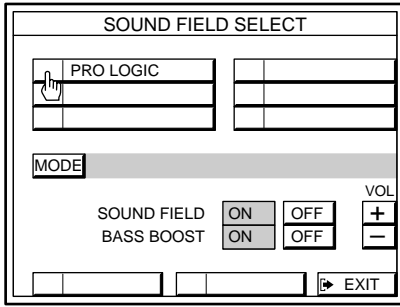 SOUND FIELD SELECT
PRO LOGIC
MODE
VOL
SOUND FIELD ON OFF +
BASS BOOST ON OFF −
EXIT